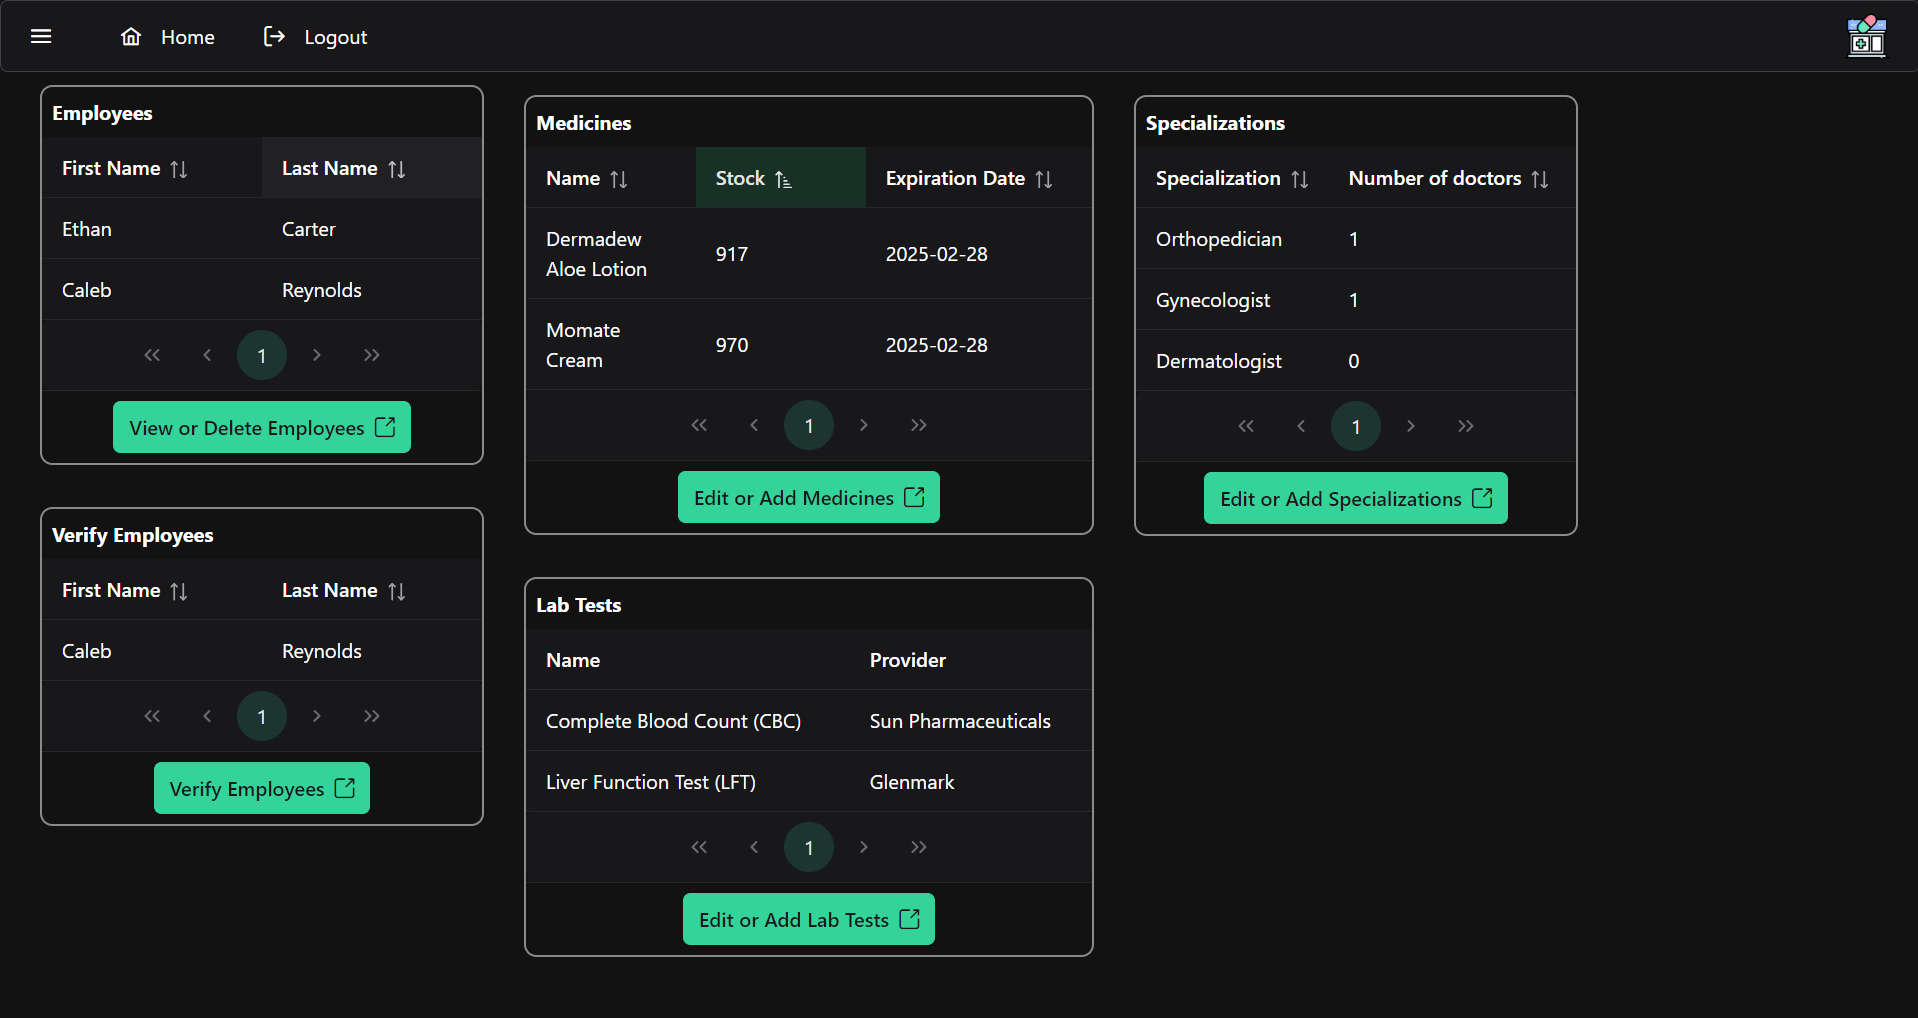 Home Logout
Employees
First Name Last Name
Ethan Carter
Caleb Reynolds
1
View or Delete Employees
Verify Employees
First Name Last Name
Caleb Reynolds
1
Verify Employees
Medicines
Name Stock Expiration Date
Dermadew
Aloe Lotion
917 2025-02-28
Momate
Cream
970 2025-02-28
1
Edit or Add Medicines
Lab Tests
Name Provider
Complete Blood Count (CBC) Sun Pharmaceuticals
Liver Function Test (LFT) Glenmark
1
Edit or Add Lab Tests
Specializations
Specialization Number of doctors
Orthopedician 1
Gynecologist 1
Dermatologist 0
1
Edit or Add Specializations